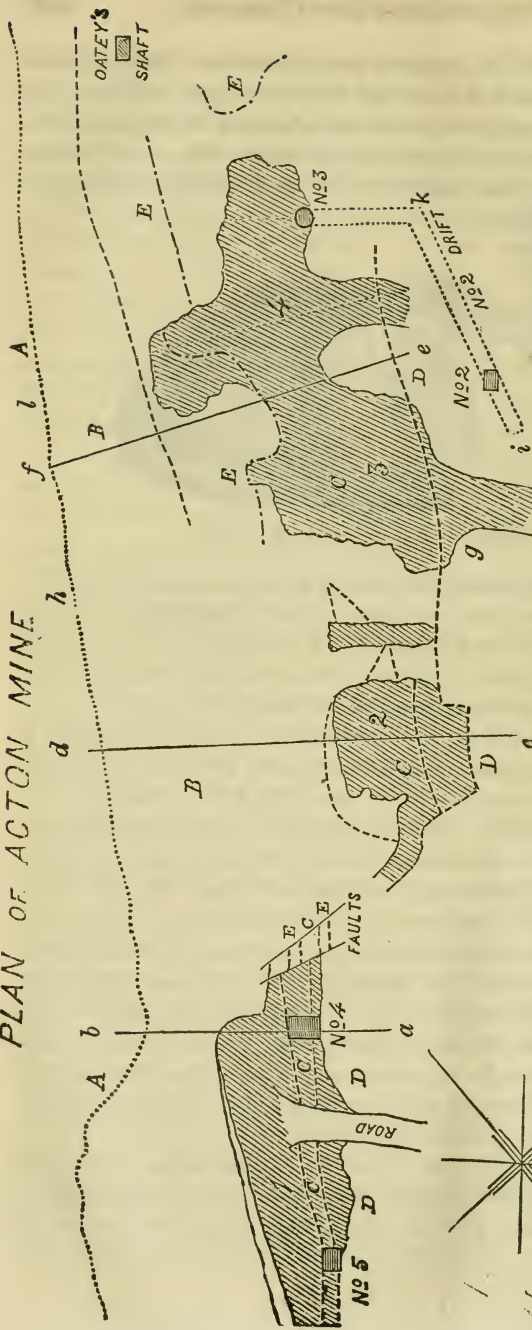 PLAN OF ACTON MINE
OATEY'S
SHAFT
A
l
f
h
d
A
b
B
B
E
E
E
4
No 3
k
DRIFT
No 2
No 2
i
e
D
C
3
g
2
C
D
c
E
C
E
FAULTS
No 4
a
C
C
1
D
D
ROAD
No 5